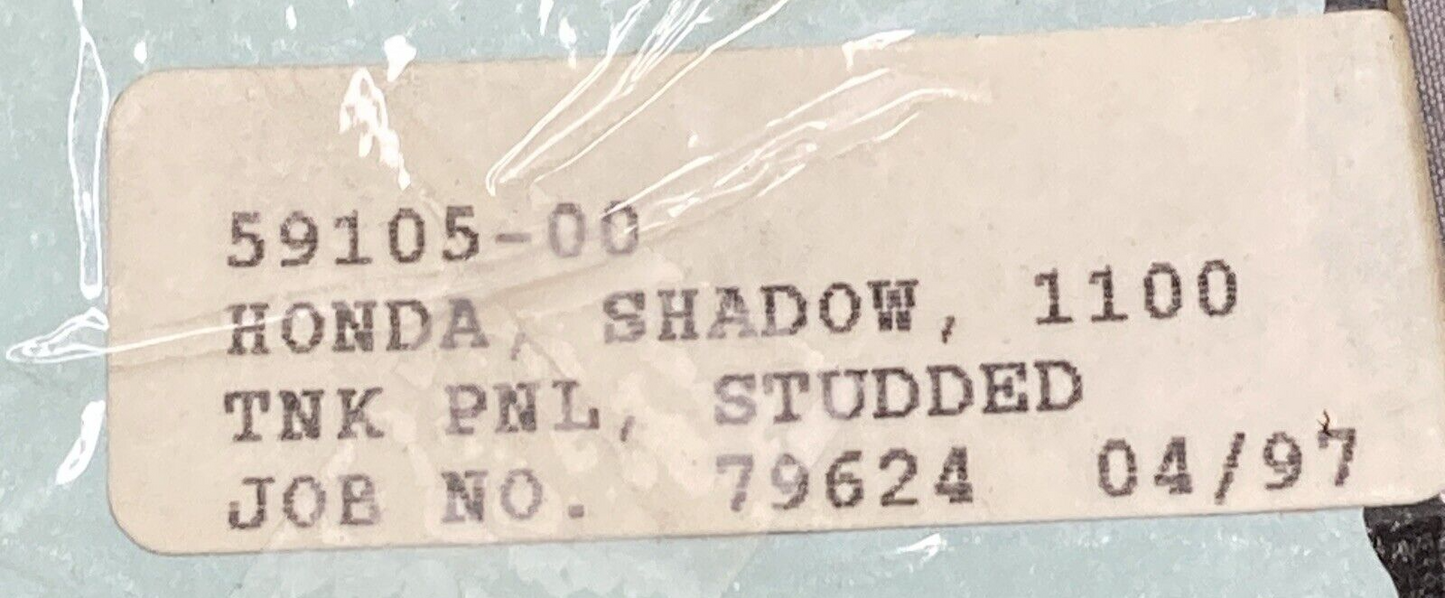 59105-00
HONDA, SHADOW, 1100
TNK PNL, STUDDED
JOB NO. 79624 04/97